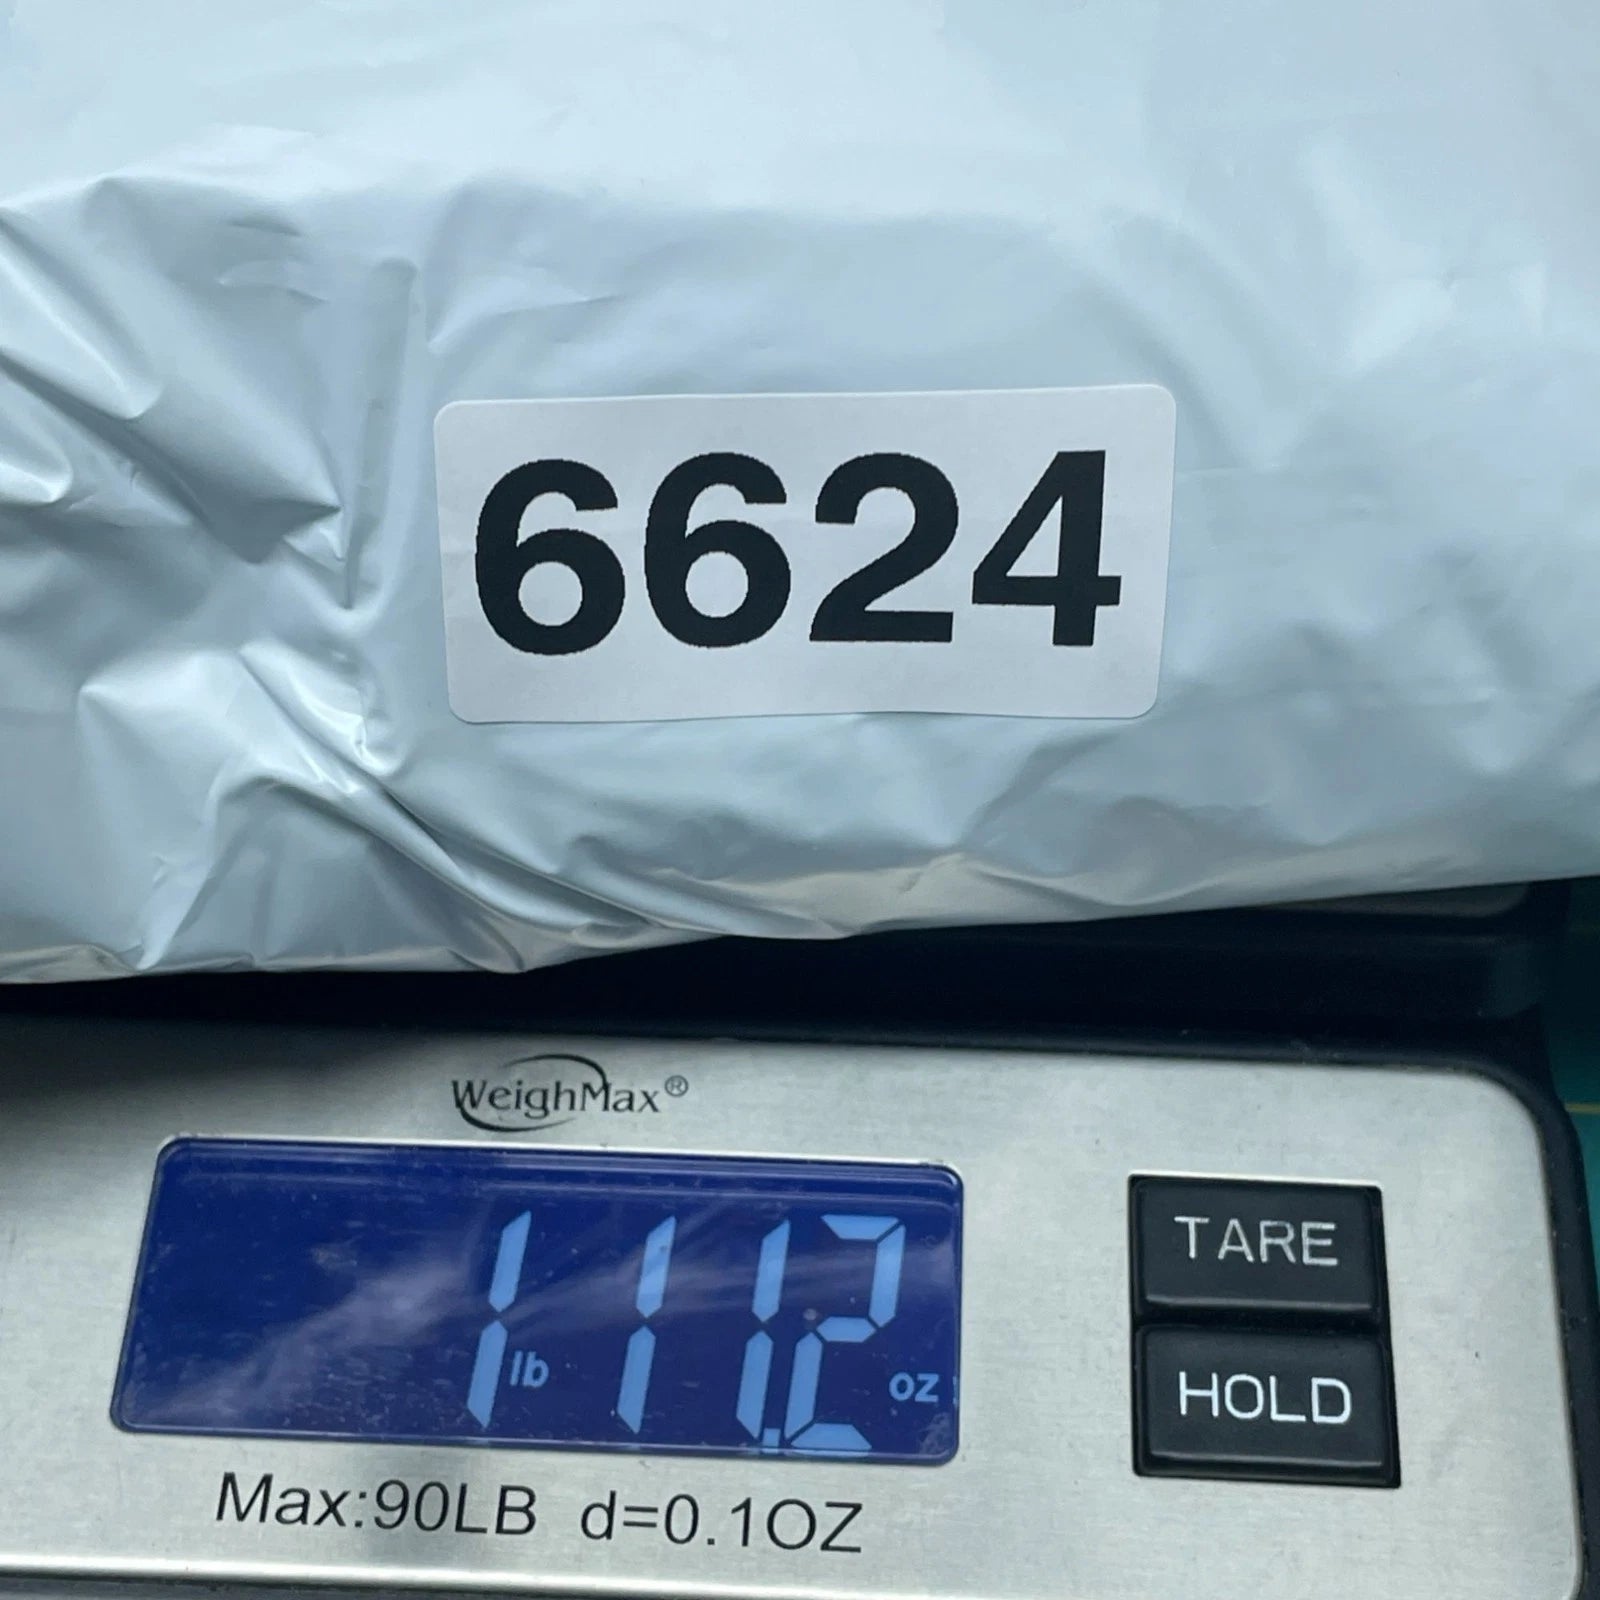 6624
WeighMax®
1 lb 11.2 oz
TARE
HOLD
Max:90LB d=0.1OZ